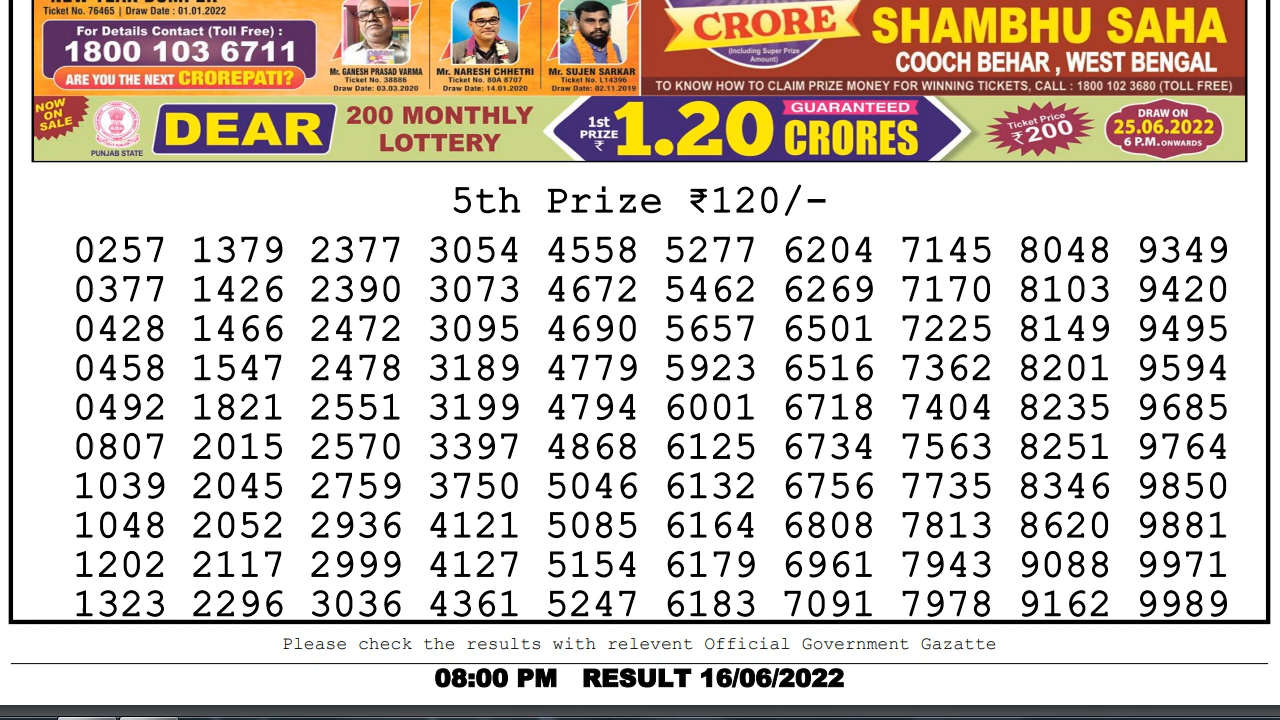 NEW YEAR BUMPER
Ticket No. 76465 | Draw Date : 01.01.2022
For Details Contact (Toll Free) :
1800 103 6711
ARE YOU THE NEXT CROREPATI?
Mr. GANESH PRASAD VARMA
Ticket No. 38886
Draw Date: 03.03.2020
Mr. NARESH CHHETRI
Ticket No. 80A 8707
Draw Date: 14.01.2020
Mr. SUJEN SARKAR
Ticket No. L14396
Draw Date: 02.11.2019
CRORE
(Including Super Prize
Amount)
SHAMBHU SAHA
COOCH BEHAR , WEST BENGAL
TO KNOW HOW TO CLAIM PRIZE MONEY FOR WINNING TICKETS, CALL : 1800 102 3680 (TOLL FREE)
NOW
ON
SALE
PUNJAB STATE
DEAR
200 MONTHLY
LOTTERY
1st
PRIZE
₹
1.20
GUARANTEED
CRORES
Ticket Price
₹200
DRAW ON
25.06.2022
6 P.M. ONWARDS
5th Prize ₹120/-
0257 1379 2377 3054 4558 5277 6204 7145 8048 9349
0377 1426 2390 3073 4672 5462 6269 7170 8103 9420
0428 1466 2472 3095 4690 5657 6501 7225 8149 9495
0458 1547 2478 3189 4779 5923 6516 7362 8201 9594
0492 1821 2551 3199 4794 6001 6718 7404 8235 9685
0807 2015 2570 3397 4868 6125 6734 7563 8251 9764
1039 2045 2759 3750 5046 6132 6756 7735 8346 9850
1048 2052 2936 4121 5085 6164 6808 7813 8620 9881
1202 2117 2999 4127 5154 6179 6961 7943 9088 9971
1323 2296 3036 4361 5247 6183 7091 7978 9162 9989
Please check the results with relevent Official Government Gazatte
08:00 PM RESULT 16/06/2022